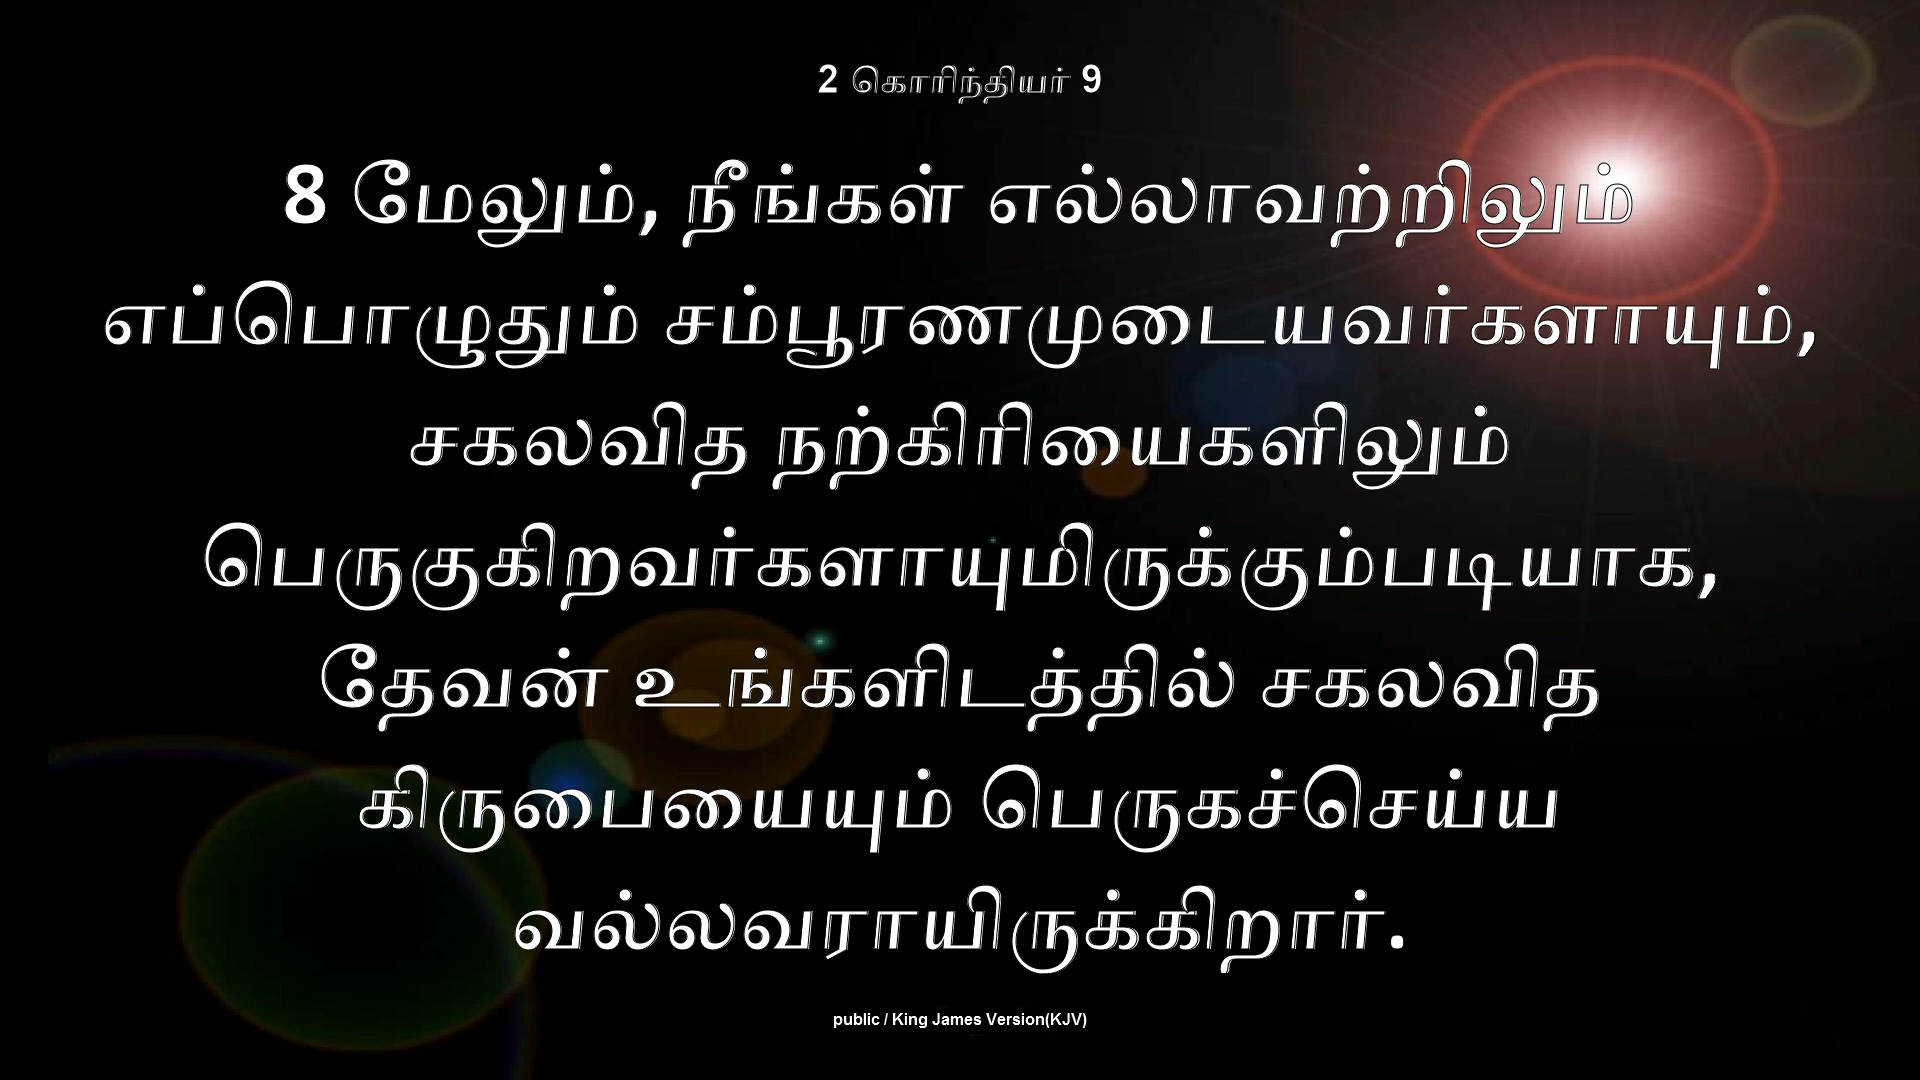 2 கொரிந்தியர் 9
8 மேலும், நீங்கள் எல்லாவற்றிலும்
எப்பொழுதும் சம்பூரணமுடையவர்களாயும்,
சகலவித நற்கிரியைகளிலும்
பெருகுகிறவர்களாயுமிருக்கும்படியாக,
தேவன் உங்களிடத்தில் சகலவித
கிருபையையும் பெருகச்செய்ய
வல்லவராயிருக்கிறார்.
public / King James Version(KJV)